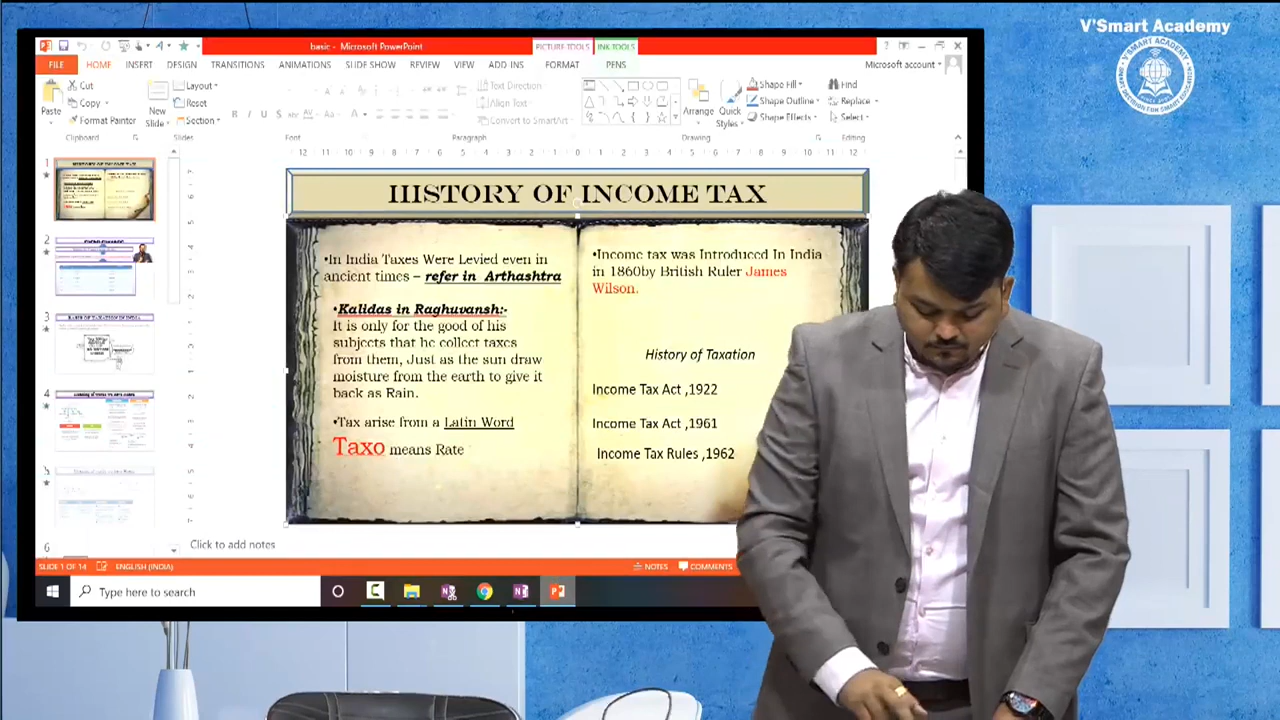 V'Smart Academy
basic - Microsoft PowerPoint
PICTURE TOOLS
INK TOOLS
FILE
HOME
INSERT
DESIGN
TRANSITIONS
ANIMATIONS
SLIDE SHOW
REVIEW
VIEW
ADD-INS
FORMAT
PENS
Microsoft account
Paste
Cut
Copy
Format Painter
Clipboard
New Slide
Layout
Reset
Section
Slides
Font
Text Direction
Align Text
Convert to SmartArt
Paragraph
Arrange
Quick Styles
Shape Fill
Shape Outline
Shape Effects
Drawing
Find
Replace
Select
Editing
HISTORY OF INCOME TAX
•In India Taxes Were Levied even in
ancient times – refer in Arthashtra
•Kalidas in Raghuvansh:-
It is only for the good of his
subjects that he collect taxes
from them, Just as the sun draw
moisture from the earth to give it
back as Rain.
•Tax arise from a Latin Word
Taxo means Rate
•Income tax was Introduced In India
in 1860by British Ruler James
Wilson.
History of Taxation
Income Tax Act ,1922
Income Tax Act ,1961
Income Tax Rules ,1962
1
2
3
4
5
6
Click to add notes
SLIDE 1 OF 14
ENGLISH (INDIA)
NOTES
COMMENTS
Type here to search